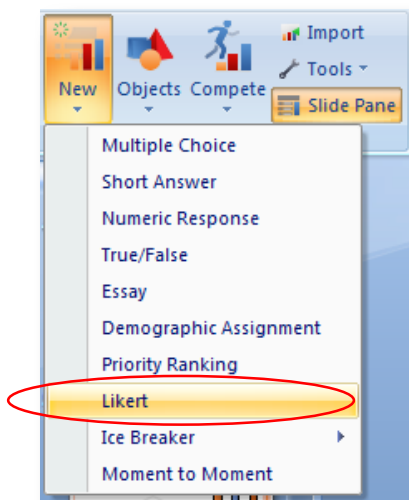 Import
Tools
New Objects Compete
Slide Pane
Multiple Choice
Short Answer
Numeric Response
True/False
Essay
Demographic Assignment
Priority Ranking
Likert
Ice Breaker
Moment to Moment